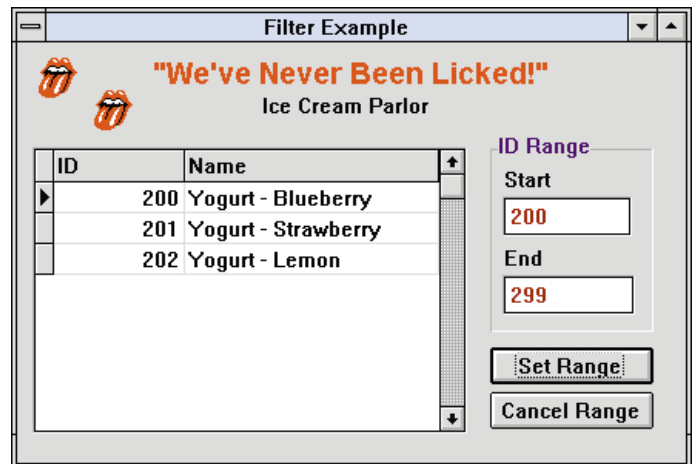 Filter Example
"We've Never Been Licked!"
Ice Cream Parlor
ID Name
200 Yogurt - Blueberry
201 Yogurt - Strawberry
202 Yogurt - Lemon
ID Range
Start
200
End
299
Set Range
Cancel Range